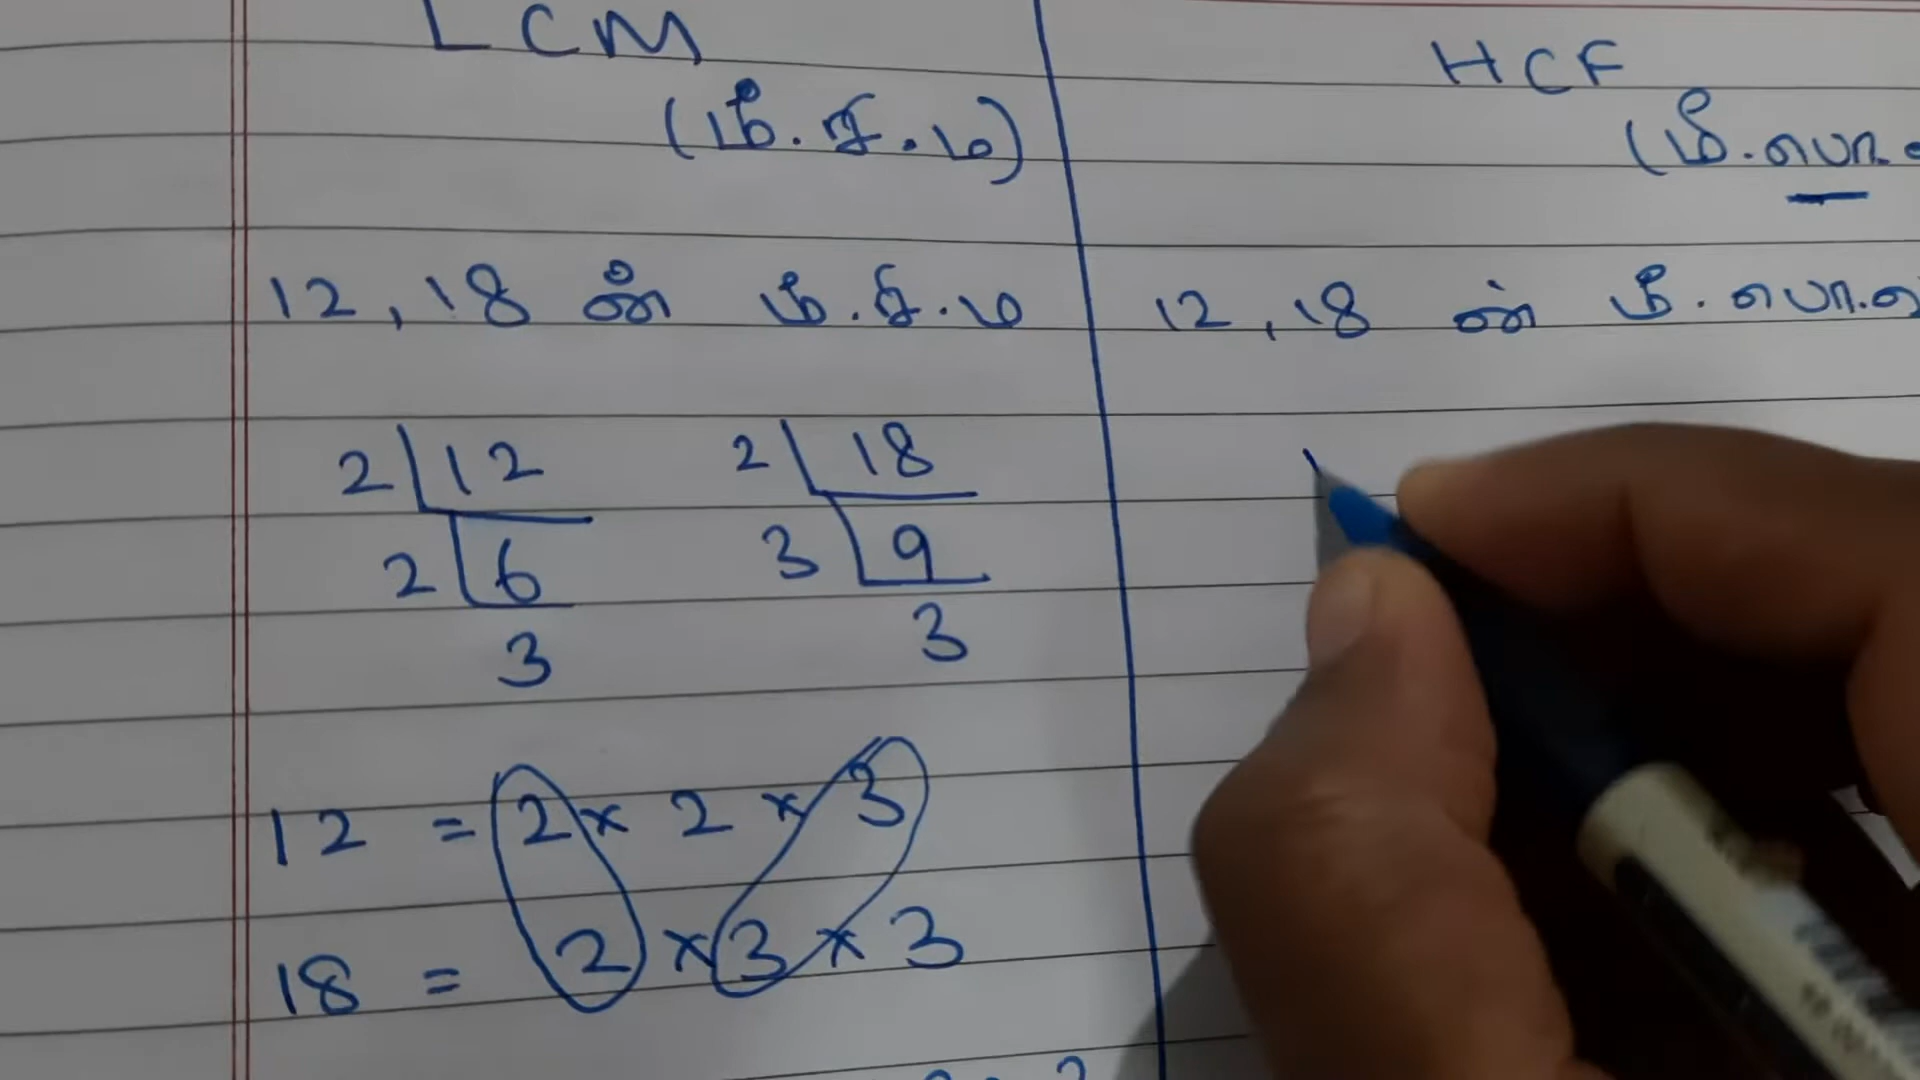 LCM
(மீ.சி.ம)
12, 18 ன் மீ.சி.ம
2 12
2 6
3
2 18
3 9
3
12 = 2 × 2 × 3
18 = 2 × 3 × 3
HCF
(மீ.பொ.
12, 18 ன் மீ.பொ.